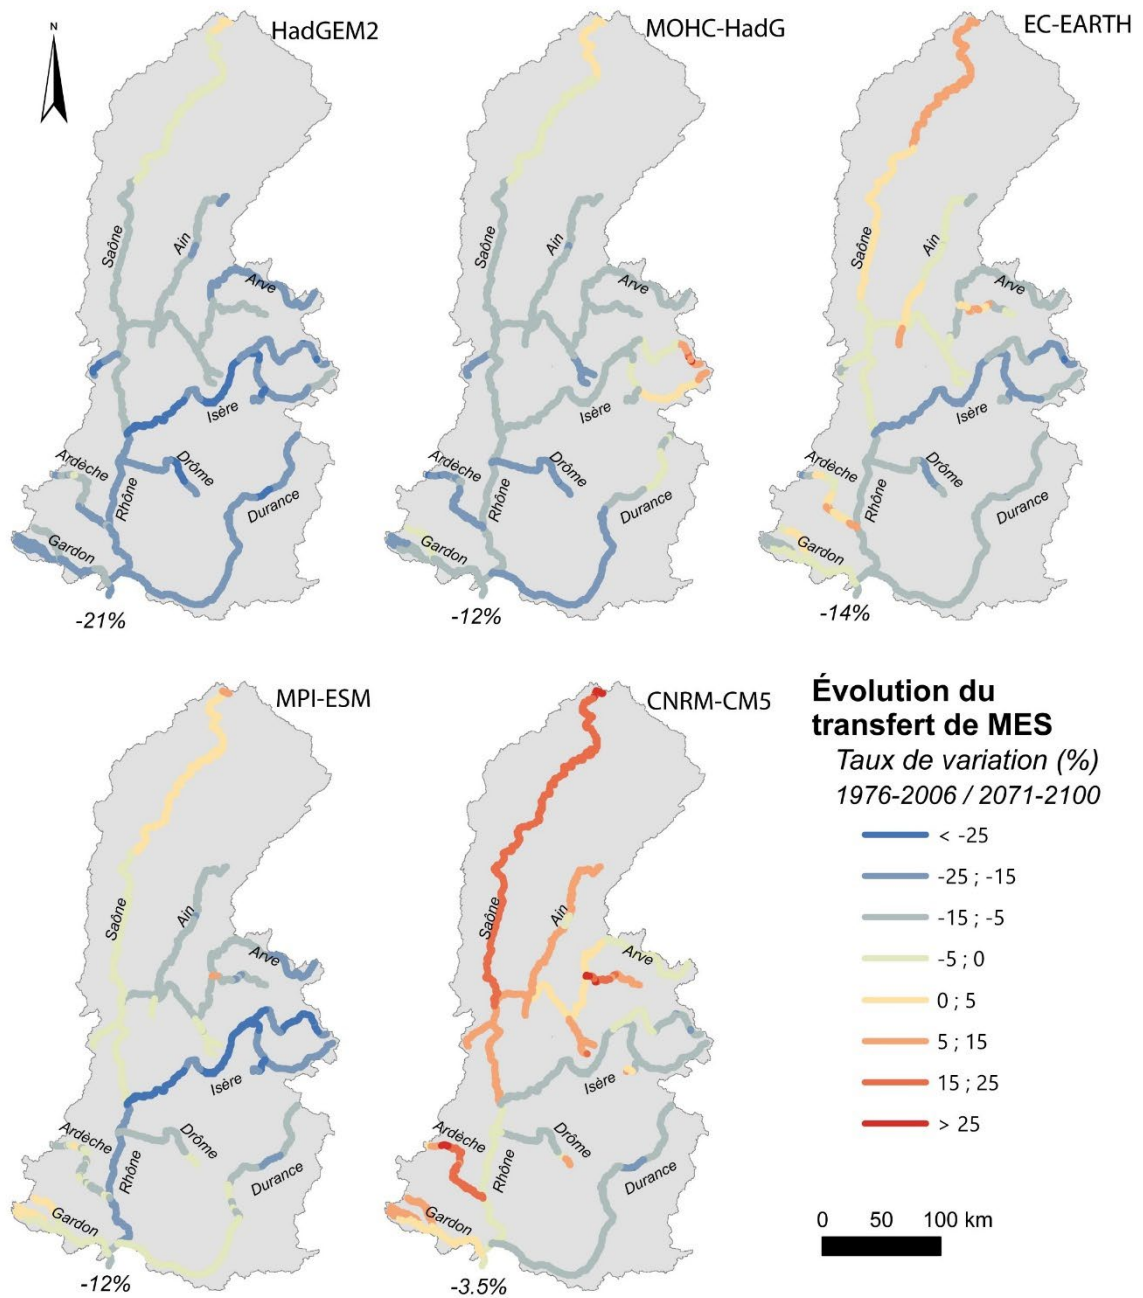 N
HadGEM2
MOHC-HadG
EC-EARTH
Saône
Ain
Arve
Isère
Ardèche
Drôme
Rhône
Durance
Gardon
-21%
Saône
Ain
Arve
Isère
Ardèche
Drôme
Rhône
Durance
Gardon
-12%
Saône
Ain
Arve
Isère
Ardèche
Drôme
Rhône
Durance
Gardon
-14%
MPI-ESM
CNRM-CM5
Saône
Ain
Arve
Isère
Ardèche
Drôme
Rhône
Durance
Gardon
-12%
Saône
Ain
Arve
Isère
Ardèche
Drôme
Rhône
Durance
Gardon
-3.5%
Évolution du
transfert de MES
Taux de variation (%)
1976-2006 / 2071-2100
< -25
-25 ; -15
-15 ; -5
-5 ; 0
0 ; 5
5 ; 15
15 ; 25
> 25
0 50 100 km